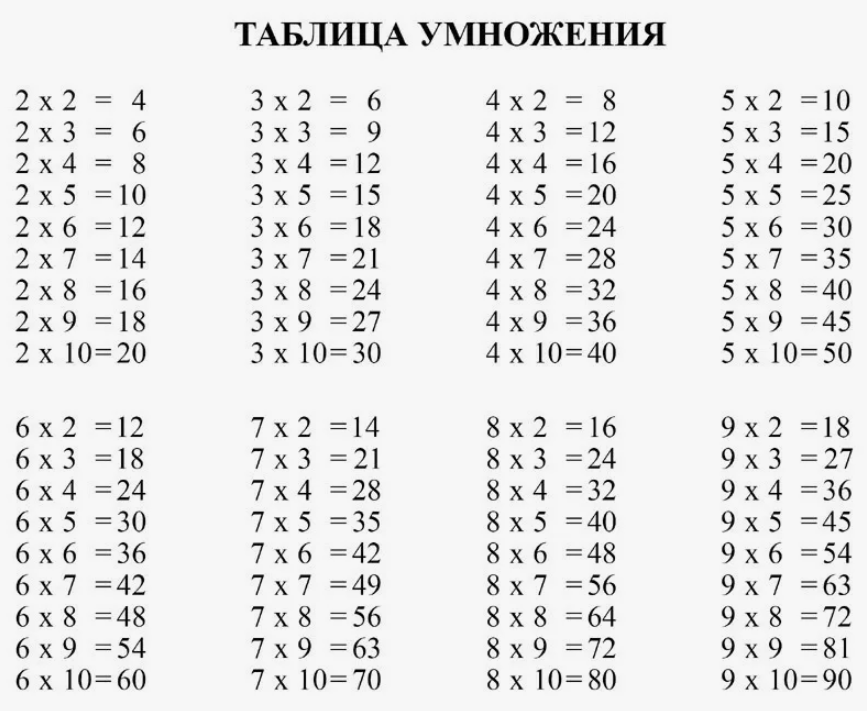 ТАБЛИЦА УМНОЖЕНИЯ
2 x 2 = 4 3 x 2 = 6 4 x 2 = 8 5 x 2 =10
2 x 3 = 6 3 x 3 = 9 4 x 3 =12 5 x 3 =15
2 x 4 = 8 3 x 4 =12 4 x 4 =16 5 x 4 =20
2 x 5 =10 3 x 5 =15 4 x 5 =20 5 x 5 =25
2 x 6 =12 3 x 6 =18 4 x 6 =24 5 x 6 =30
2 x 7 =14 3 x 7 =21 4 x 7 =28 5 x 7 =35
2 x 8 =16 3 x 8 =24 4 x 8 =32 5 x 8 =40
2 x 9 =18 3 x 9 =27 4 x 9 =36 5 x 9 =45
2 x 10=20 3 x 10=30 4 x 10=40 5 x 10=50
6 x 2 =12 7 x 2 =14 8 x 2 =16 9 x 2 =18
6 x 3 =18 7 x 3 =21 8 x 3 =24 9 x 3 =27
6 x 4 =24 7 x 4 =28 8 x 4 =32 9 x 4 =36
6 x 5 =30 7 x 5 =35 8 x 5 =40 9 x 5 =45
6 x 6 =36 7 x 6 =42 8 x 6 =48 9 x 6 =54
6 x 7 =42 7 x 7 =49 8 x 7 =56 9 x 7 =63
6 x 8 =48 7 x 8 =56 8 x 8 =64 9 x 8 =72
6 x 9 =54 7 x 9 =63 8 x 9 =72 9 x 9 =81
6 x 10=60 7 x 10=70 8 x 10=80 9 x 10=90